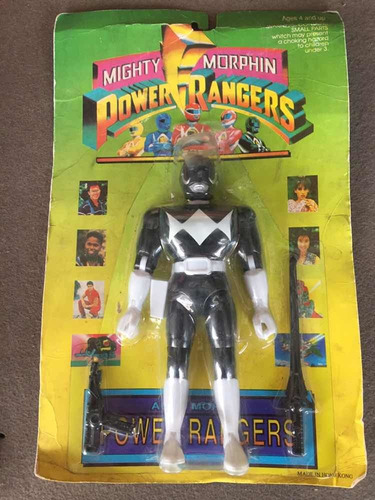 Ages 4 and up
SMALL PARTS
which may present
a choking hazard
to children
under 3.
MIGHTY MORPHIN
POWER RANGERS
POWER RANGERS
MADE IN HONG KONG